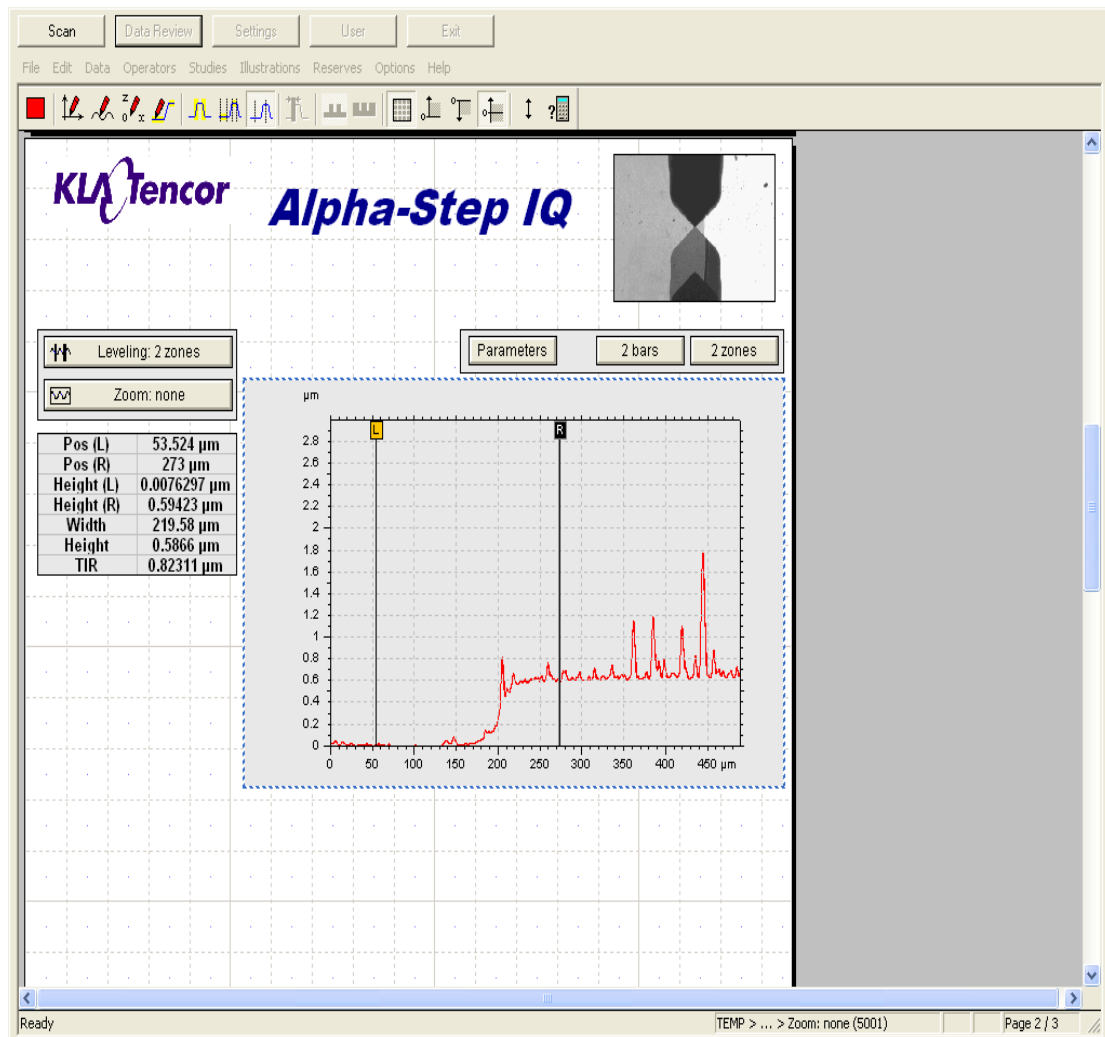 Scan Data Review Settings User Exit
File Edit Data Operators Studies Illustrations Reserves Options Help
KLA Tencor
Alpha-Step IQ
Leveling: 2 zones
Zoom: none
Parameters 2 bars 2 zones
Pos (L) 53.524 µm
Pos (R) 273 µm
Height (L) 0.0076297 µm
Height (R) 0.59423 µm
Width 219.58 µm
Height 0.5866 µm
TIR 0.82311 µm
µm
L R
2.8
2.6
2.4
2.2
2
1.8
1.6
1.4
1.2
1
0.8
0.6
0.4
0.2
0
0 50 100 150 200 250 300 350 400 450 µm
Ready TEMP > ... > Zoom: none (5001) Page 2 / 3